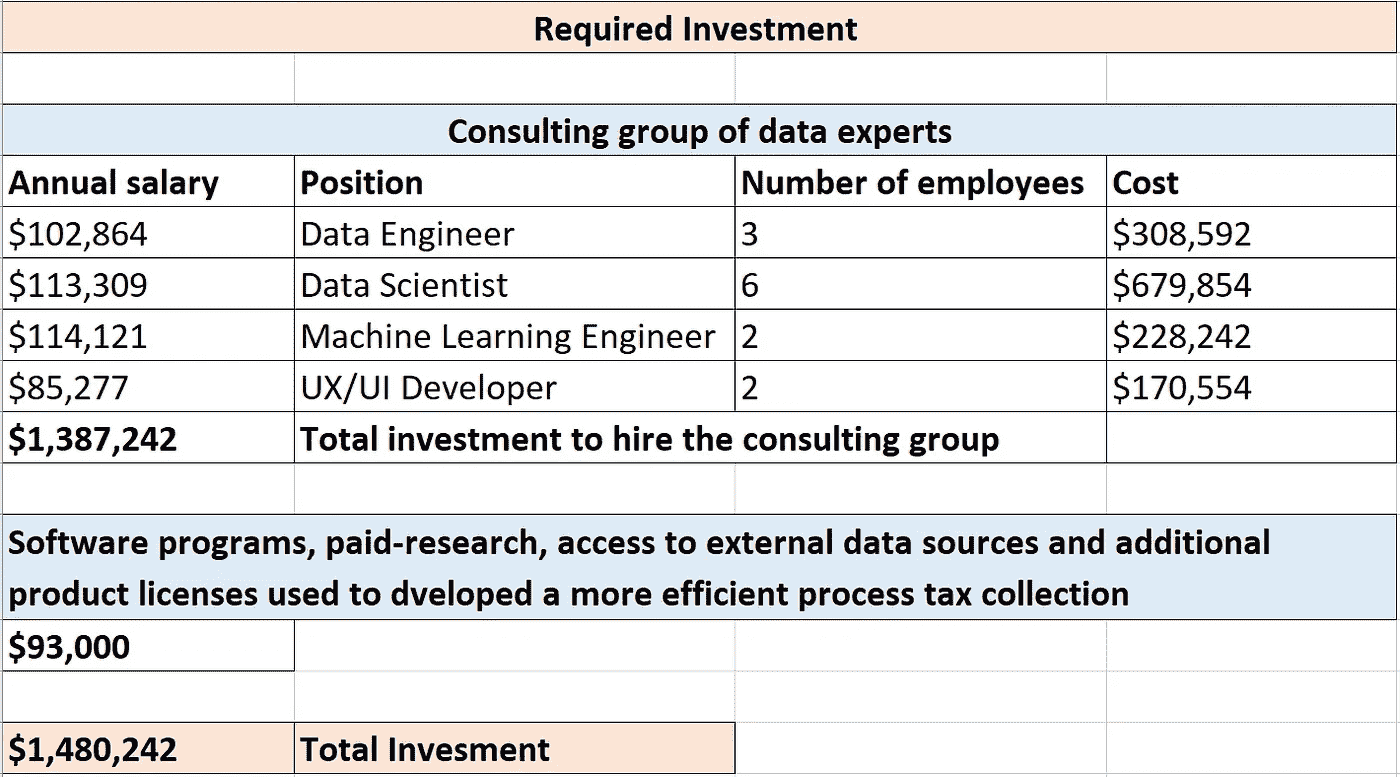 Required Investment
Consulting group of data experts
Annual salary Position Number of employees Cost
$102,864 Data Engineer 3 $308,592
$113,309 Data Scientist 6 $679,854
$114,121 Machine Learning Engineer 2 $228,242
$85,277 UX/UI Developer 2 $170,554
$1,387,242 Total investment to hire the consulting group
Software programs, paid-research, access to external data sources and additional
product licenses used to dveloped a more efficient process tax collection
$93,000
$1,480,242 Total Invesment